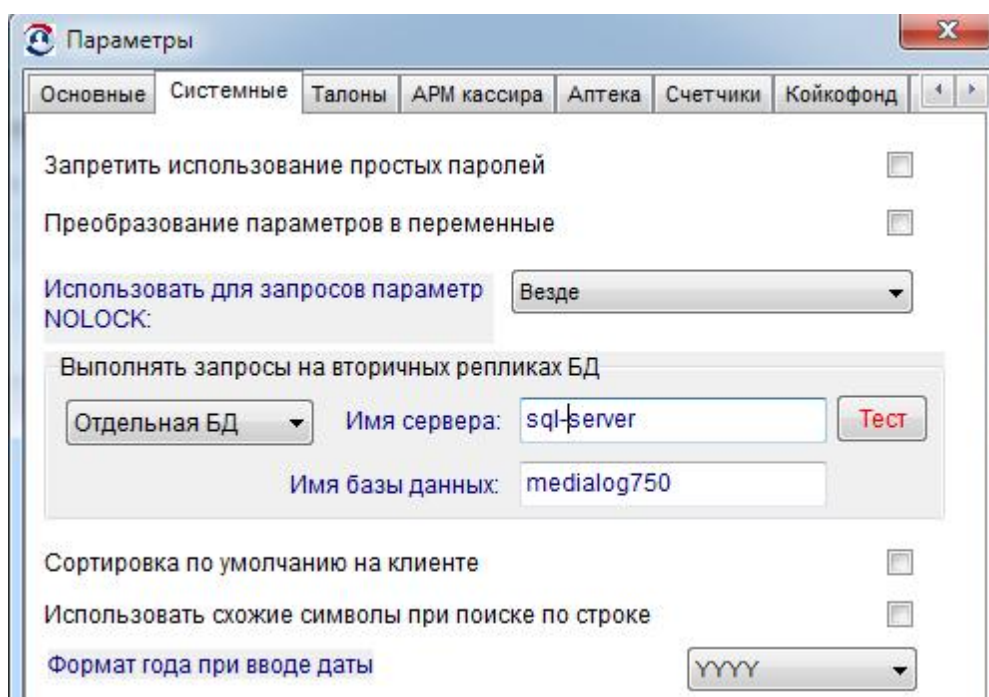 Параметры
Основные Системные Талоны АРМ кассира Аптека Счетчики Койкофонд
Запретить использование простых паролей
Преобразование параметров в переменные
Использовать для запросов параметр Везде
NOLOCK:
Выполнять запросы на вторичных репликах БД
Отдельная БД Имя сервера: sql-server Тест
Имя базы данных: medialog750
Сортировка по умолчанию на клиенте
Использовать схожие символы при поиске по строке
Формат года при вводе даты YYYY